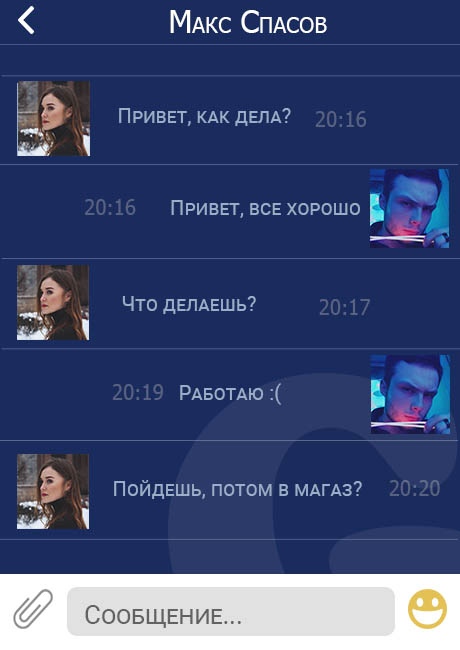 Макс Спасов
Привет, как дела? 20:16
20:16 Привет, все хорошо
Что делаешь? 20:17
20:19 Работаю :(
Пойдешь, потом в магаз? 20:20
Сообщение...